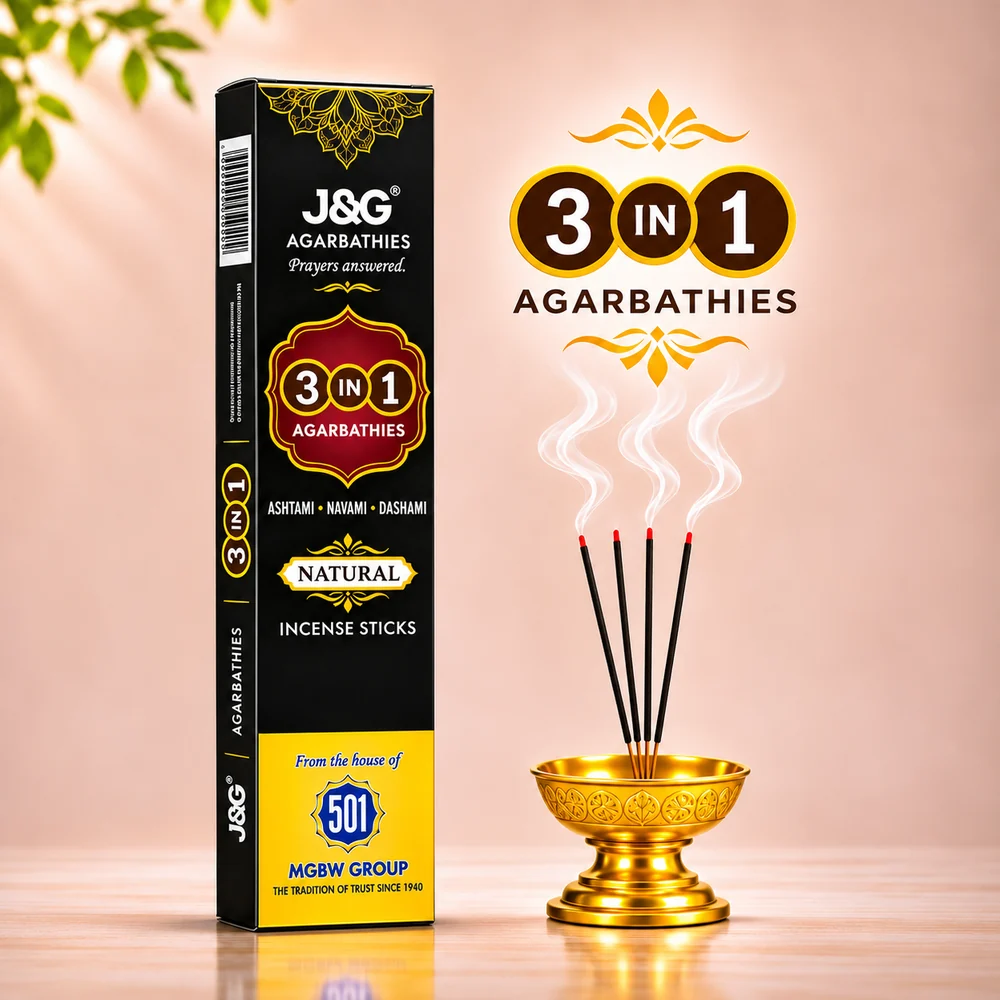 J&G®
AGARBATHIES
Prayers answered.
3 IN 1
AGARBATHIES
ASHTAMI • NAVAMI • DASHAMI
NATURAL
INCENSE STICKS
From the house of
501
MGBW GROUP
THE TRADITION OF TRUST SINCE 1940
3 IN 1
AGARBATHIES
J&G®
3 IN 1
AGARBATHIES